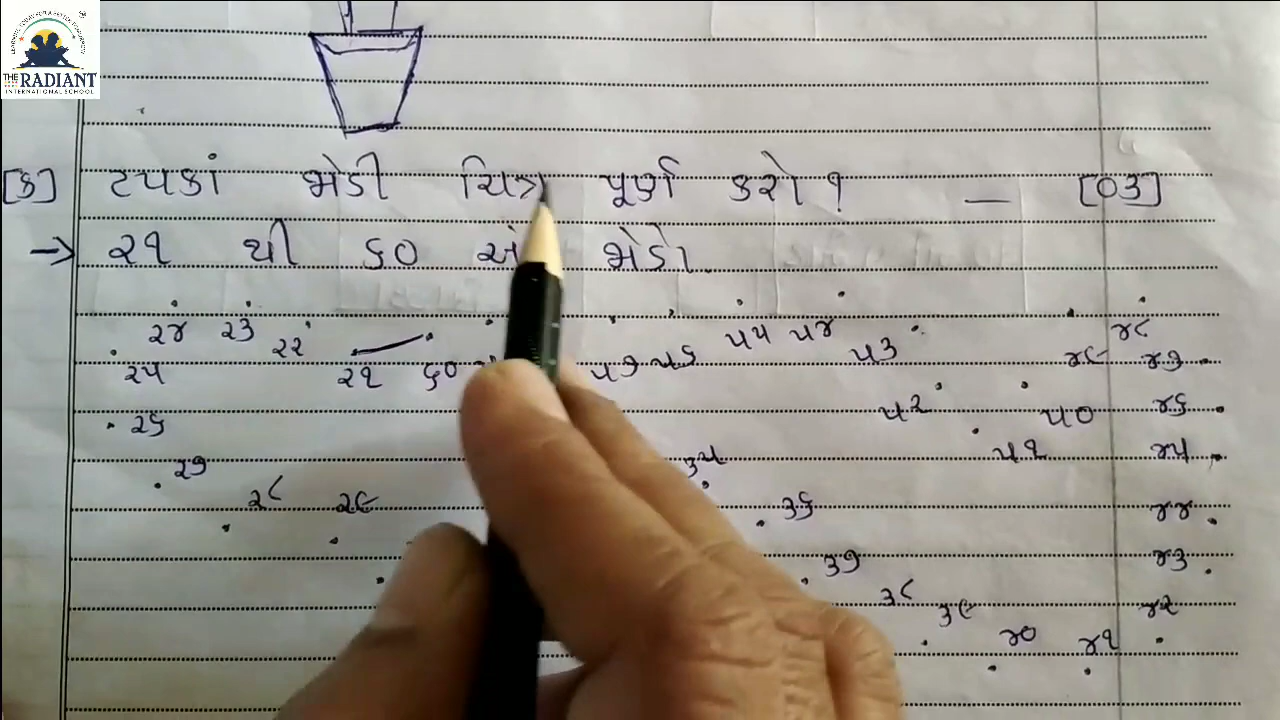 THE RADIANT
INTERNATIONAL SCHOOL
[ક] ટપકાં જોડી ચિત્ર પૂર્ણ કરો ? — [૦૩]
→ ૨૧ થી ૬૦ જોડો.
૨૪ ૨૩ ૨૨ ૫૫ ૫૪ ૪૮
૨૫ ૨૧ ૬૦ ૫૭ ૫૬ ૫૩ ૪૯ ૪૭
૨૬ ૫૨ ૫૦ ૪૬
૨૭ ૩૫ ૫૧ ૪૫
૨૮ ૨૯ ૩૬ ૪૪
૩૭ ૪૩
૩૮ ૩૯ ૪૨
૪૦ ૪૧